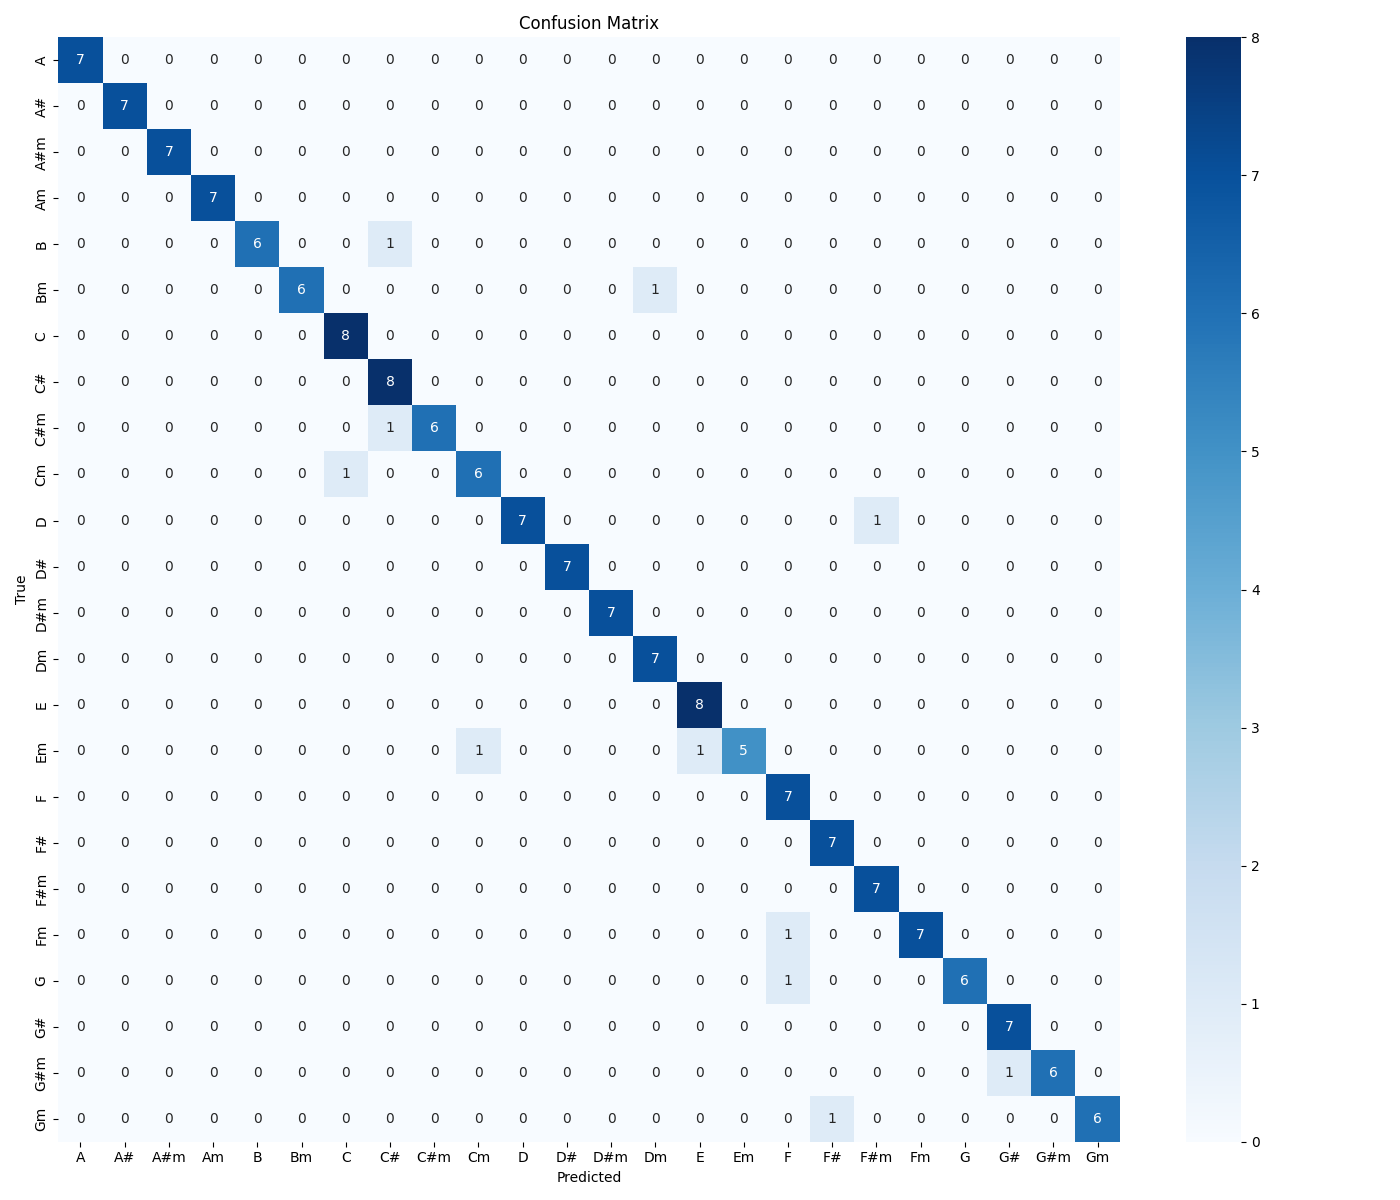 Confusion Matrix
A 7 0 0 0 0 0 0 0 0 0 0 0 0 0 0 0 0 0 0 0 0 0 0 0
A# 0 7 0 0 0 0 0 0 0 0 0 0 0 0 0 0 0 0 0 0 0 0 0 0
A#m 0 0 7 0 0 0 0 0 0 0 0 0 0 0 0 0 0 0 0 0 0 0 0 0
Am 0 0 0 7 0 0 0 0 0 0 0 0 0 0 0 0 0 0 0 0 0 0 0 0
B 0 0 0 0 6 0 0 1 0 0 0 0 0 0 0 0 0 0 0 0 0 0 0 0
Bm 0 0 0 0 0 6 0 0 0 0 0 0 0 1 0 0 0 0 0 0 0 0 0 0
C 0 0 0 0 0 0 8 0 0 0 0 0 0 0 0 0 0 0 0 0 0 0 0 0
C# 0 0 0 0 0 0 0 8 0 0 0 0 0 0 0 0 0 0 0 0 0 0 0 0
C#m 0 0 0 0 0 0 0 1 6 0 0 0 0 0 0 0 0 0 0 0 0 0 0 0
Cm 0 0 0 0 0 0 1 0 0 6 0 0 0 0 0 0 0 0 0 0 0 0 0 0
D 0 0 0 0 0 0 0 0 0 0 7 0 0 0 0 0 0 0 1 0 0 0 0 0
D# 0 0 0 0 0 0 0 0 0 0 0 7 0 0 0 0 0 0 0 0 0 0 0 0
D#m 0 0 0 0 0 0 0 0 0 0 0 0 7 0 0 0 0 0 0 0 0 0 0 0
Dm 0 0 0 0 0 0 0 0 0 0 0 0 0 7 0 0 0 0 0 0 0 0 0 0
E 0 0 0 0 0 0 0 0 0 0 0 0 0 0 8 0 0 0 0 0 0 0 0 0
Em 0 0 0 0 0 0 0 0 0 1 0 0 0 0 1 5 0 0 0 0 0 0 0 0
F 0 0 0 0 0 0 0 0 0 0 0 0 0 0 0 0 7 0 0 0 0 0 0 0
F# 0 0 0 0 0 0 0 0 0 0 0 0 0 0 0 0 0 7 0 0 0 0 0 0
F#m 0 0 0 0 0 0 0 0 0 0 0 0 0 0 0 0 0 0 7 0 0 0 0 0
Fm 0 0 0 0 0 0 0 0 0 0 0 0 0 0 0 0 1 0 0 7 0 0 0 0
G 0 0 0 0 0 0 0 0 0 0 0 0 0 0 0 0 1 0 0 0 6 0 0 0
G# 0 0 0 0 0 0 0 0 0 0 0 0 0 0 0 0 0 0 0 0 0 7 0 0
G#m 0 0 0 0 0 0 0 0 0 0 0 0 0 0 0 0 0 0 0 0 0 1 6 0
Gm 0 0 0 0 0 0 0 0 0 0 0 0 0 0 0 0 0 1 0 0 0 0 0 6
A A# A#m Am B Bm C C# C#m Cm D D# D#m Dm E Em F F# F#m Fm G G# G#m Gm
Predicted
True
8
7
6
5
4
3
2
1
0